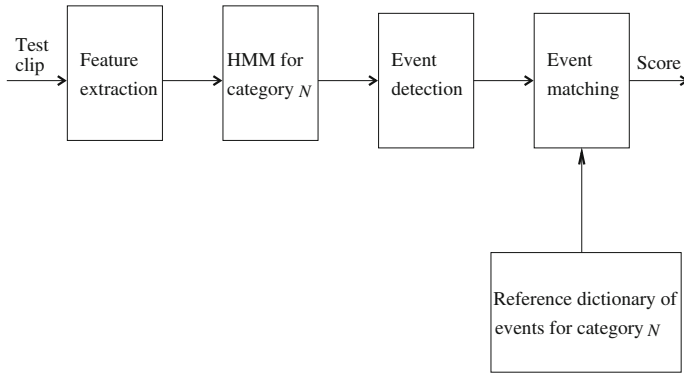 Test
clip
Feature
extraction
HMM for
category N
Event
detection
Event
matching
Score
Reference dictionary of
events for category N